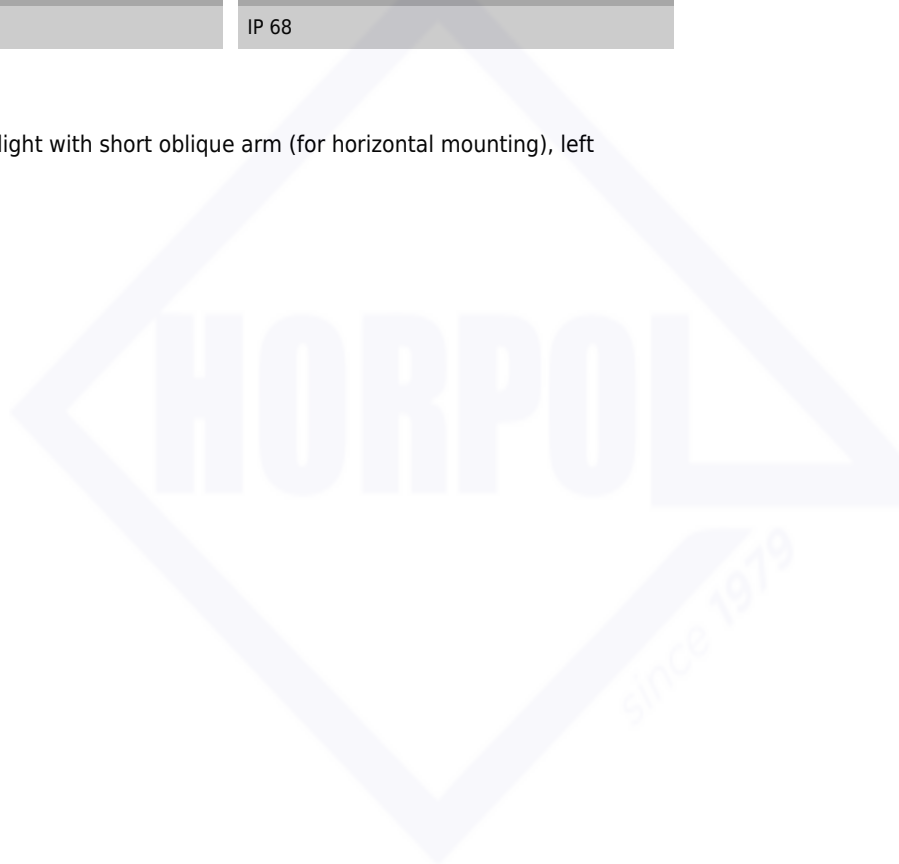 IP 68
light with short oblique arm (for horizontal mounting), left
HORPOL
since 1979